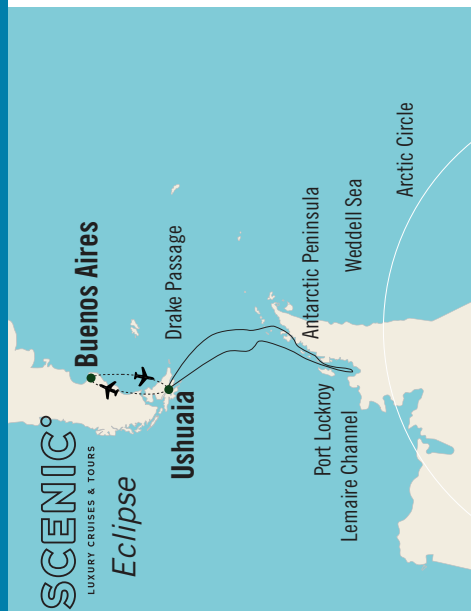 SCENIC°
LUXURY CRUISES & TOURS
Eclipse
Buenos Aires
Ushuaia
Drake Passage
Port Lockroy
Lemaire Channel
Antarctic Peninsula
Weddell Sea
Arctic Circle